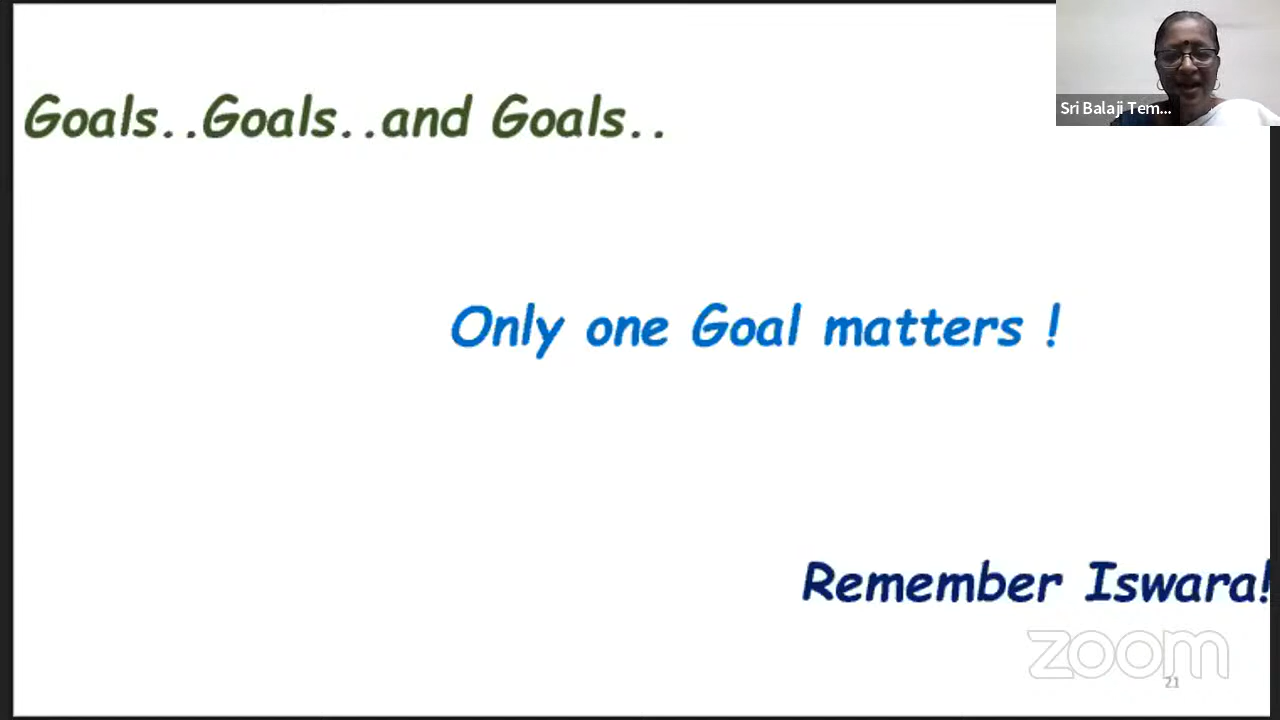 Sri Balaji Tem...
Goals..Goals..and Goals..
Only one Goal matters !
Remember Iswara!
zoom
21